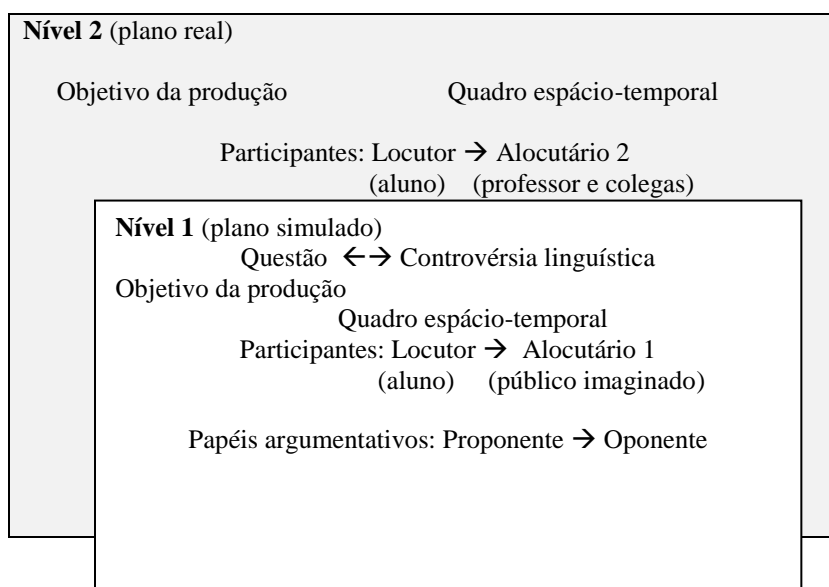 Nível 2 (plano real)
Objetivo da produção Quadro espácio-temporal
Participantes: Locutor → Alocutário 2
(aluno) (professor e colegas)
Nível 1 (plano simulado)
Questão ←→ Controvérsia linguística
Objetivo da produção
Quadro espácio-temporal
Participantes: Locutor → Alocutário 1
(aluno) (público imaginado)
Papéis argumentativos: Proponente → Oponente